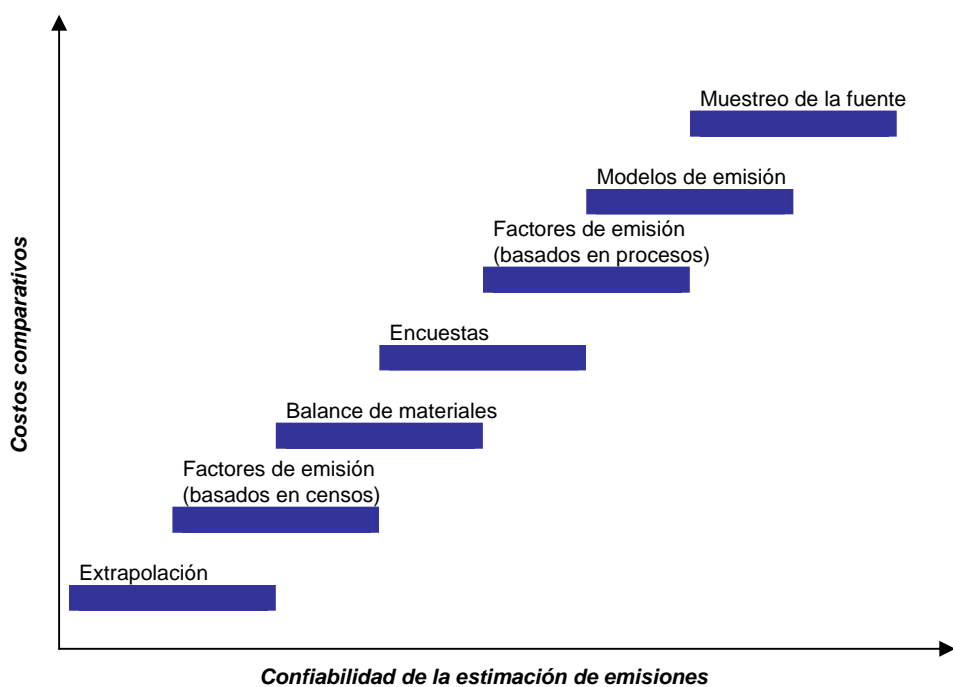 Muestreo de la fuente
Modelos de emisión
Factores de emisión
(basados en procesos)
Encuestas
Balance de materiales
Factores de emisión
(basados en censos)
Extrapolación
Costos comparativos
Confiabilidad de la estimación de emisiones